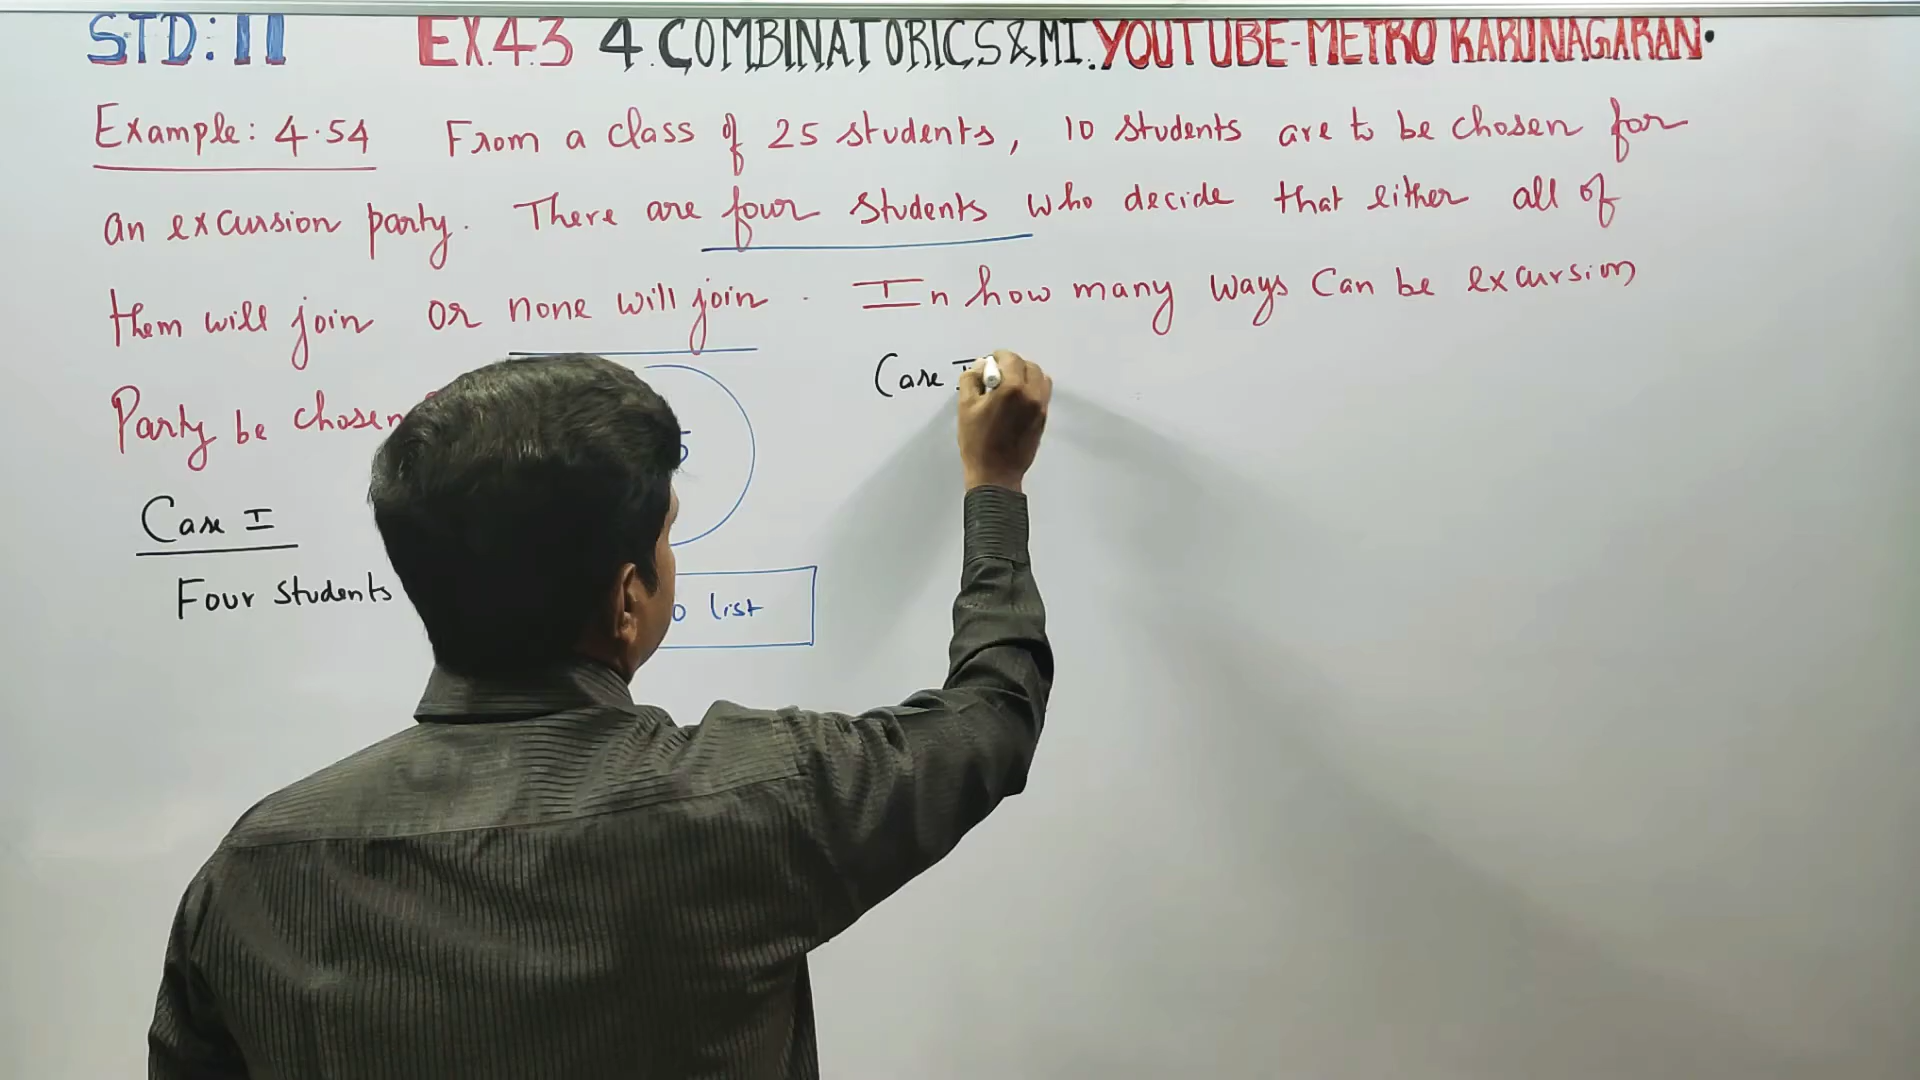 STD: 11 EX.4.3 4. COMBINATORICS & MI. YOUTUBE-METRO KARUNAGARAN.
Example: 4.54 From a class of 25 students, 10 students are to be chosen for
an excursion party. There are four students who decide that either all of
them will join or none will join. In how many ways can be excursion
Party be chosen
Case I
Four students
list
Case